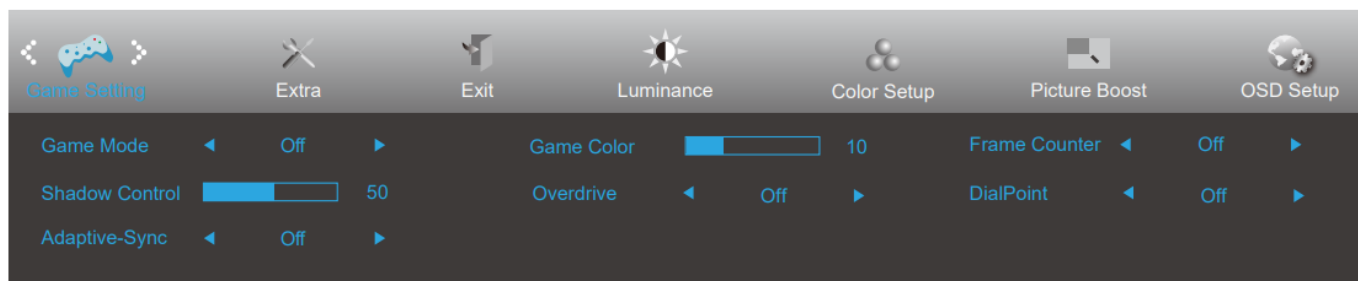 Game Setting Extra Exit Luminance Color Setup Picture Boost OSD Setup
Game Mode Off Game Color 10 Frame Counter Off
Shadow Control 50 Overdrive Off DialPoint Off
Adaptive-Sync Off